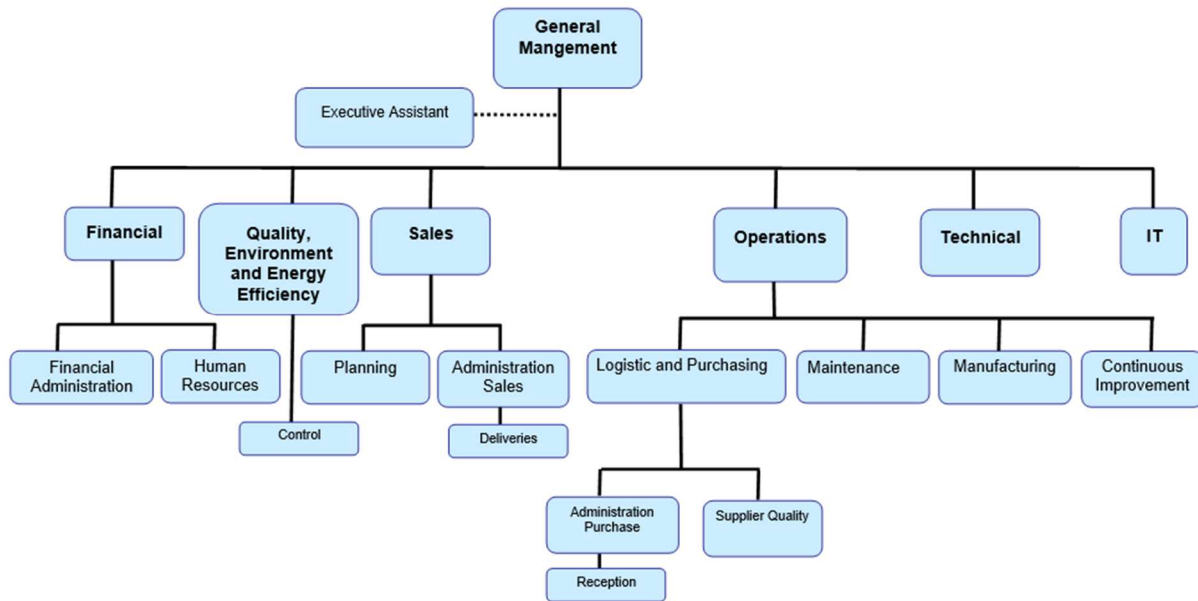 General
Mangement
Executive Assistant
Financial
Quality,
Environment
and Energy
Efficiency
Sales
Operations
Technical
IT
Financial
Administration
Human
Resources
Planning
Administration
Sales
Logistic and Purchasing
Maintenance
Manufacturing
Continuous
Improvement
Control
Deliveries
Administration
Purchase
Supplier Quality
Reception